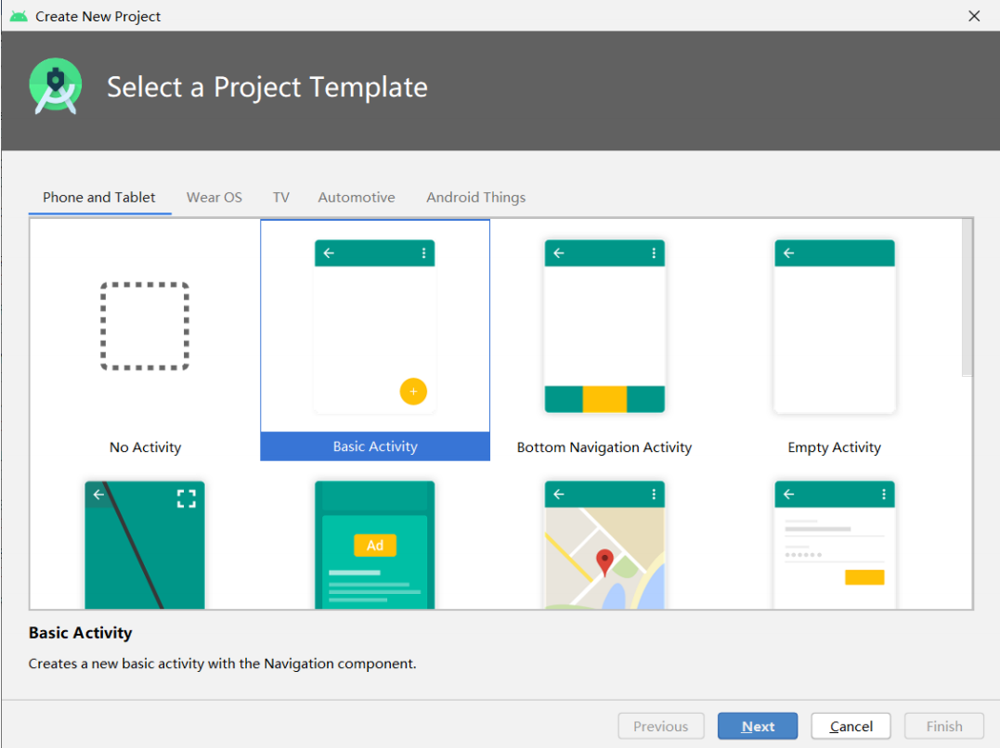 Create New Project
Select a Project Template
Phone and Tablet Wear OS TV Automotive Android Things
No Activity Basic Activity Bottom Navigation Activity Empty Activity
Ad
Basic Activity
Creates a new basic activity with the Navigation component.
Previous Next Cancel Finish